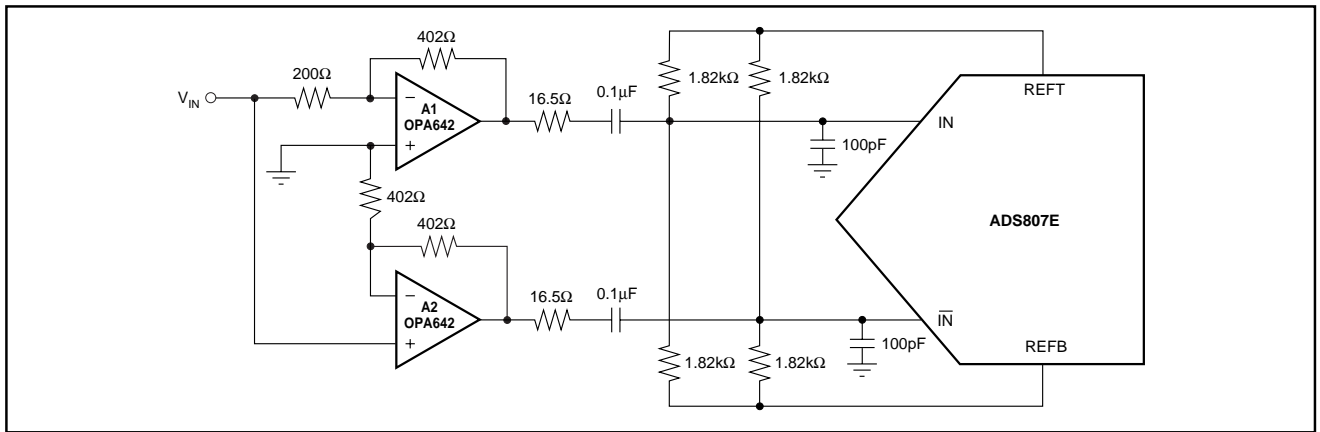 402Ω
200Ω
V_IN
−
A1
OPA642
+
16.5Ω
0.1µF
1.82kΩ
1.82kΩ
REFT
IN
100pF
402Ω
402Ω
ADS807E
−
A2
OPA642
+
16.5Ω
0.1µF
I̅N̅
100pF
REFB
1.82kΩ
1.82kΩ